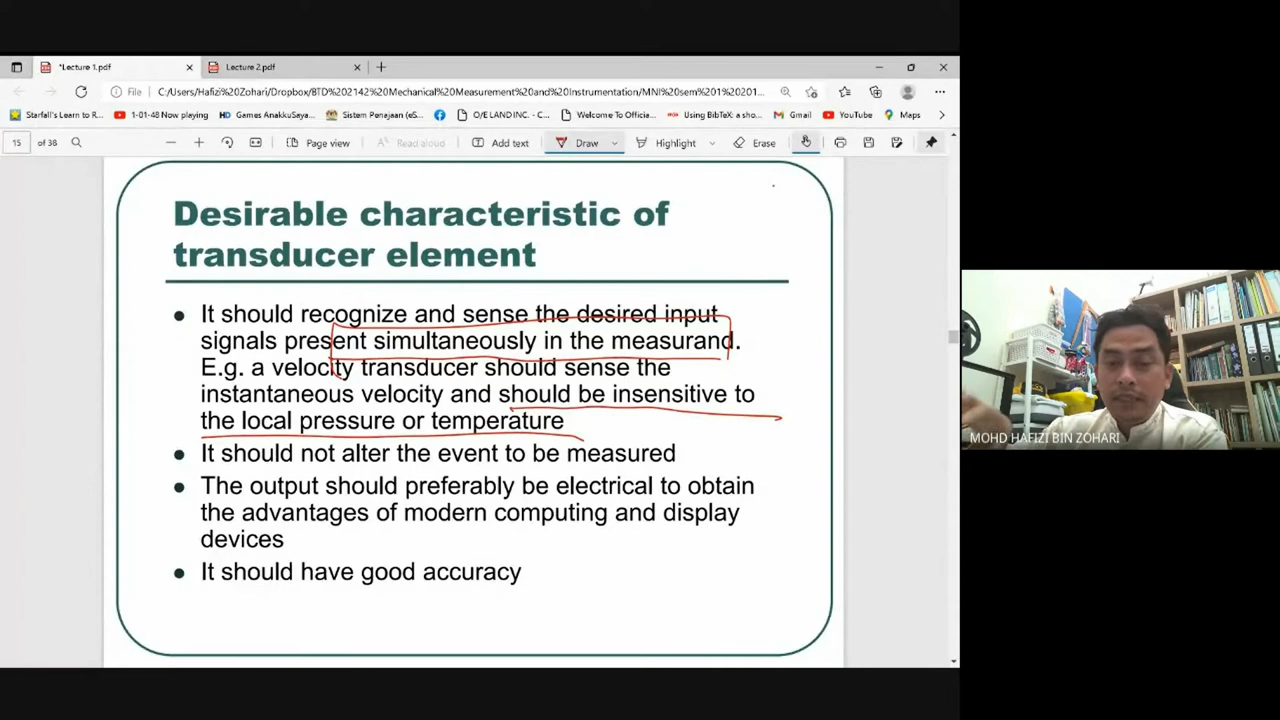 *Lecture 1.pdf
Lecture 2.pdf
File
C:/Users/Hafizi%20Zohari/Dropbox/BTD%202142%20Mechanical%20Measurement%20and%20Instrumentation/MNI%20sem%201%20201...
Starfall's Learn to R...
1-01-48 Now playing
HD Games AnakkuSaya...
Sistem Penajaan (eS...
O/E LAND INC. - C...
Welcome To Officia...
Using BibTeX: a sho...
Gmail
YouTube
Maps
15 of 38
Page view
Read aloud
Add text
Draw
Highlight
Erase
Desirable characteristic of
transducer element
It should recognize and sense the desired input
signals present simultaneously in the measurand.
E.g. a velocity transducer should sense the
instantaneous velocity and should be insensitive to
the local pressure or temperature
It should not alter the event to be measured
The output should preferably be electrical to obtain
the advantages of modern computing and display
devices
It should have good accuracy
MOHD HAFIZI BIN ZOHARI